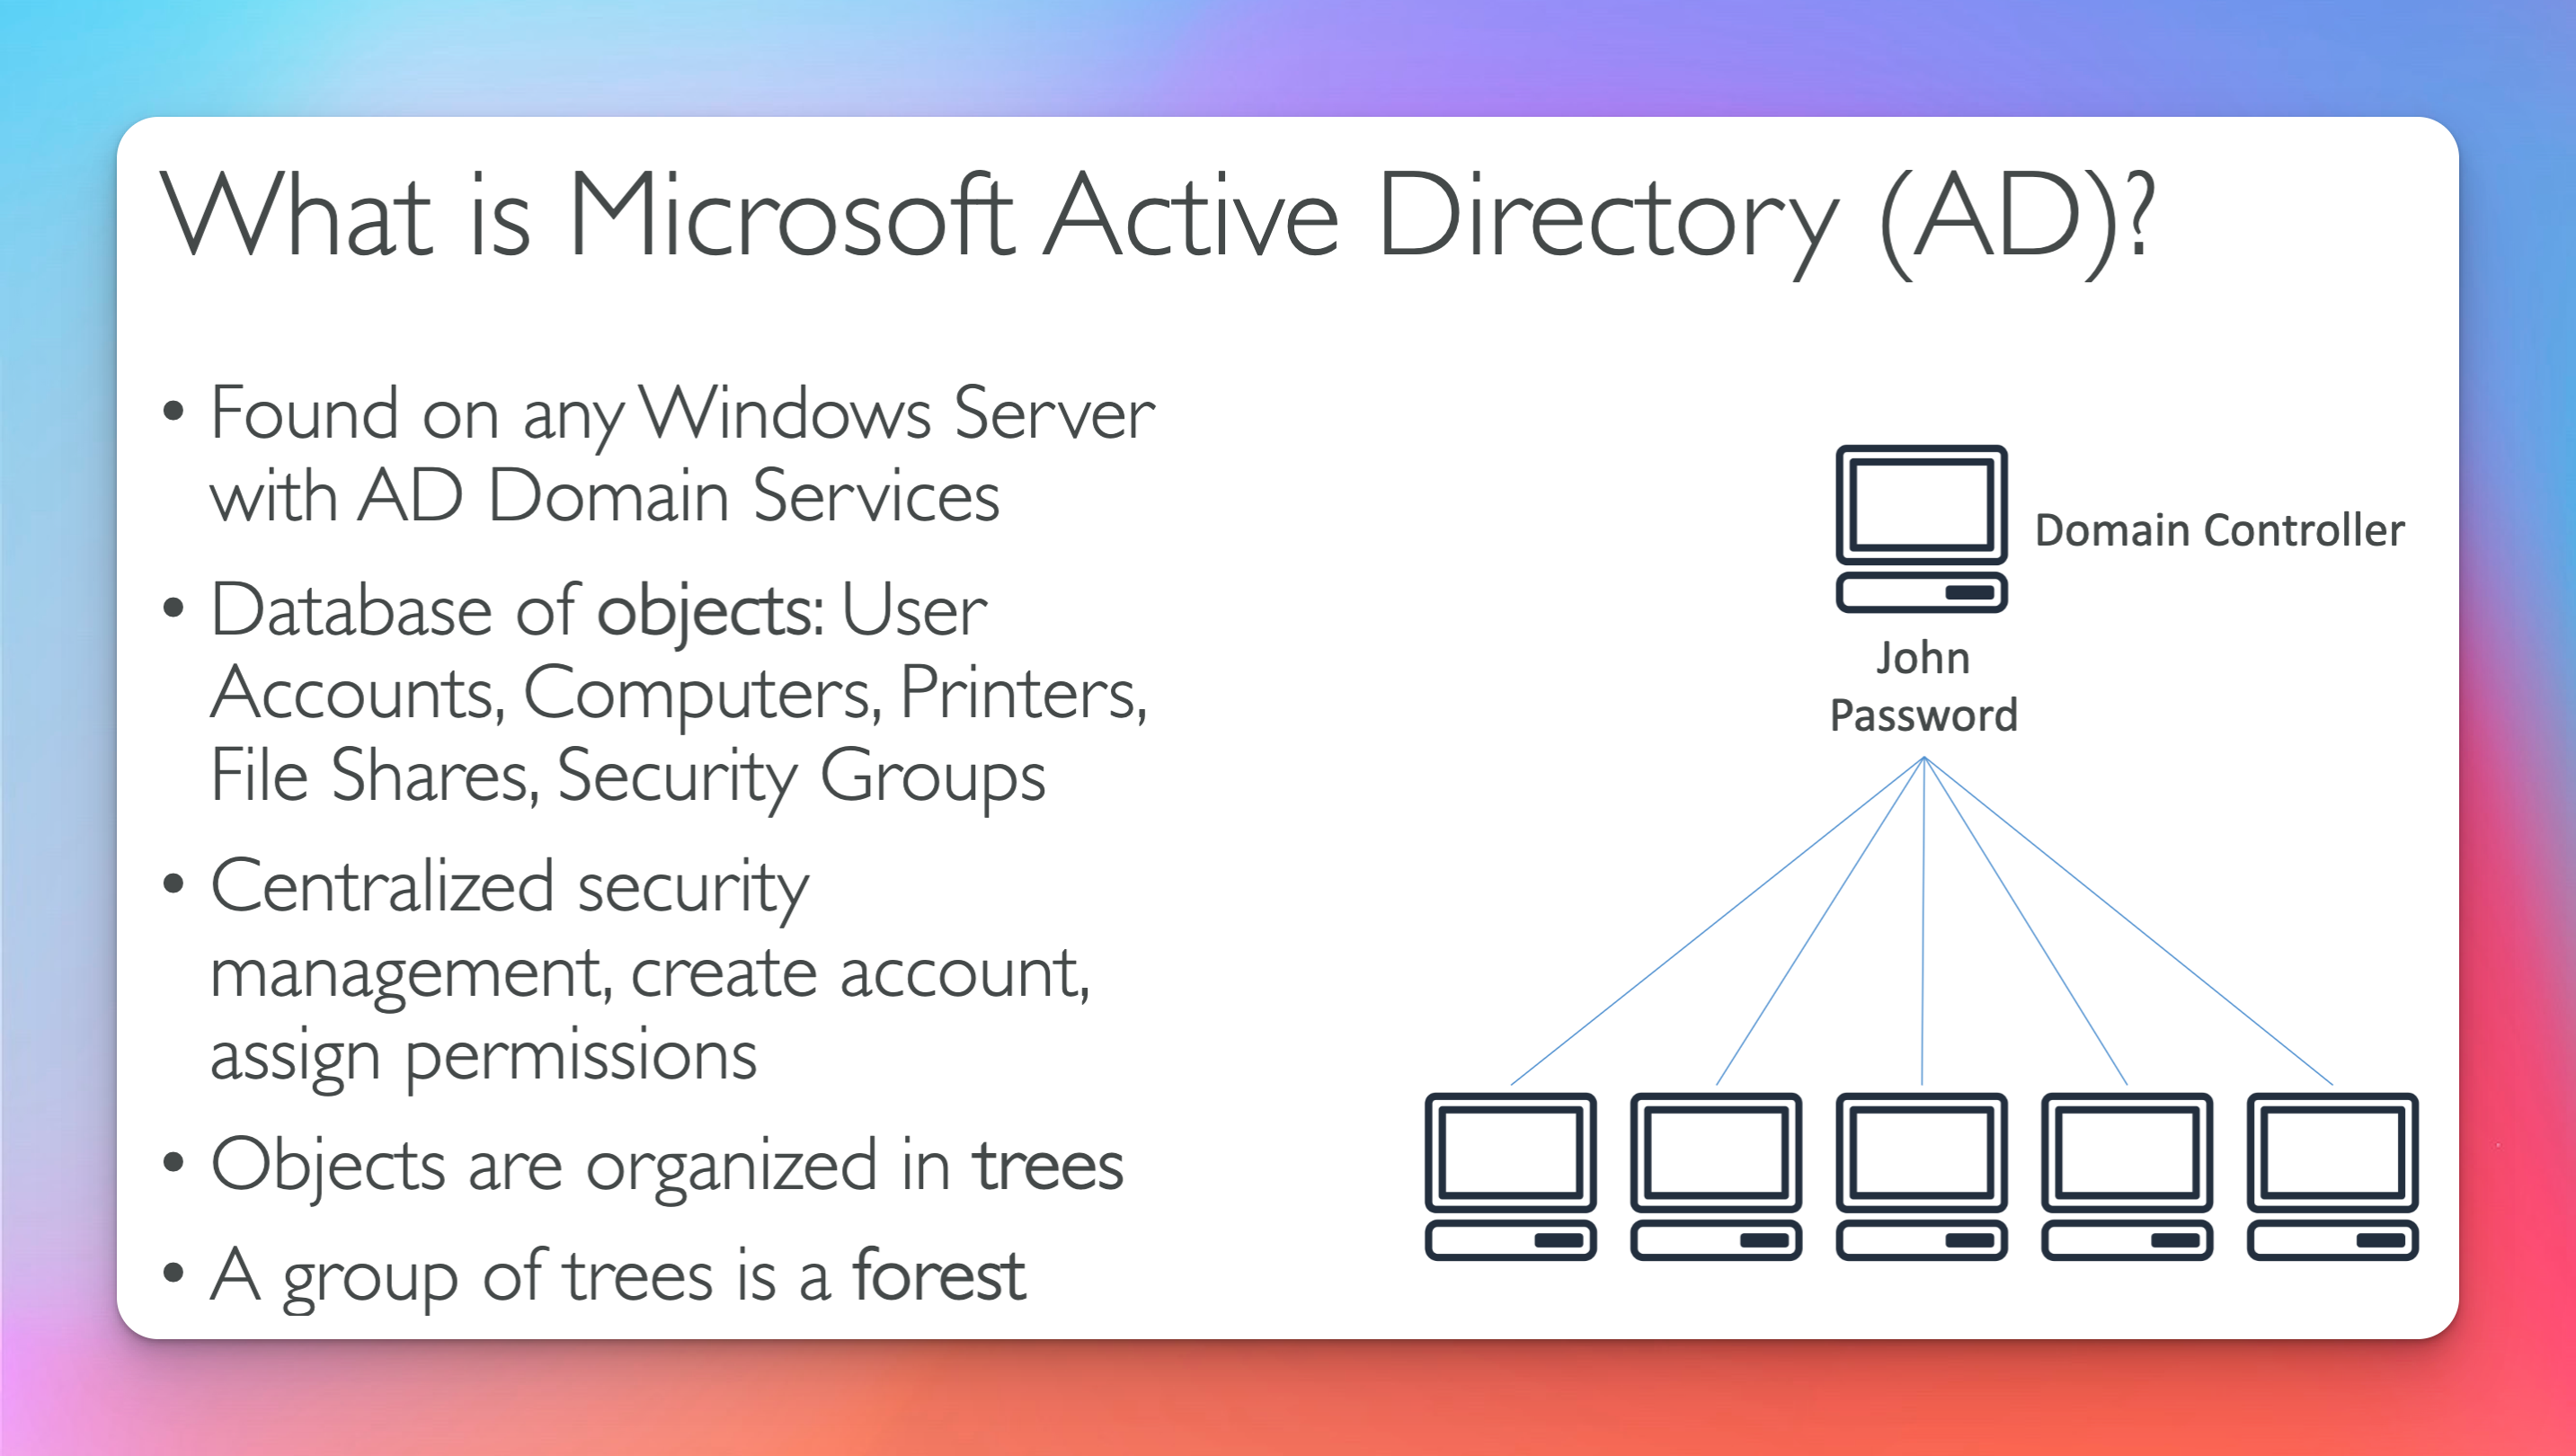 What is Microsoft Active Directory (AD)?
• Found on any Windows Server
with AD Domain Services
• Database of objects: User
Accounts, Computers, Printers,
File Shares, Security Groups
• Centralized security
management, create account,
assign permissions
• Objects are organized in trees
• A group of trees is a forest
Domain Controller
John
Password